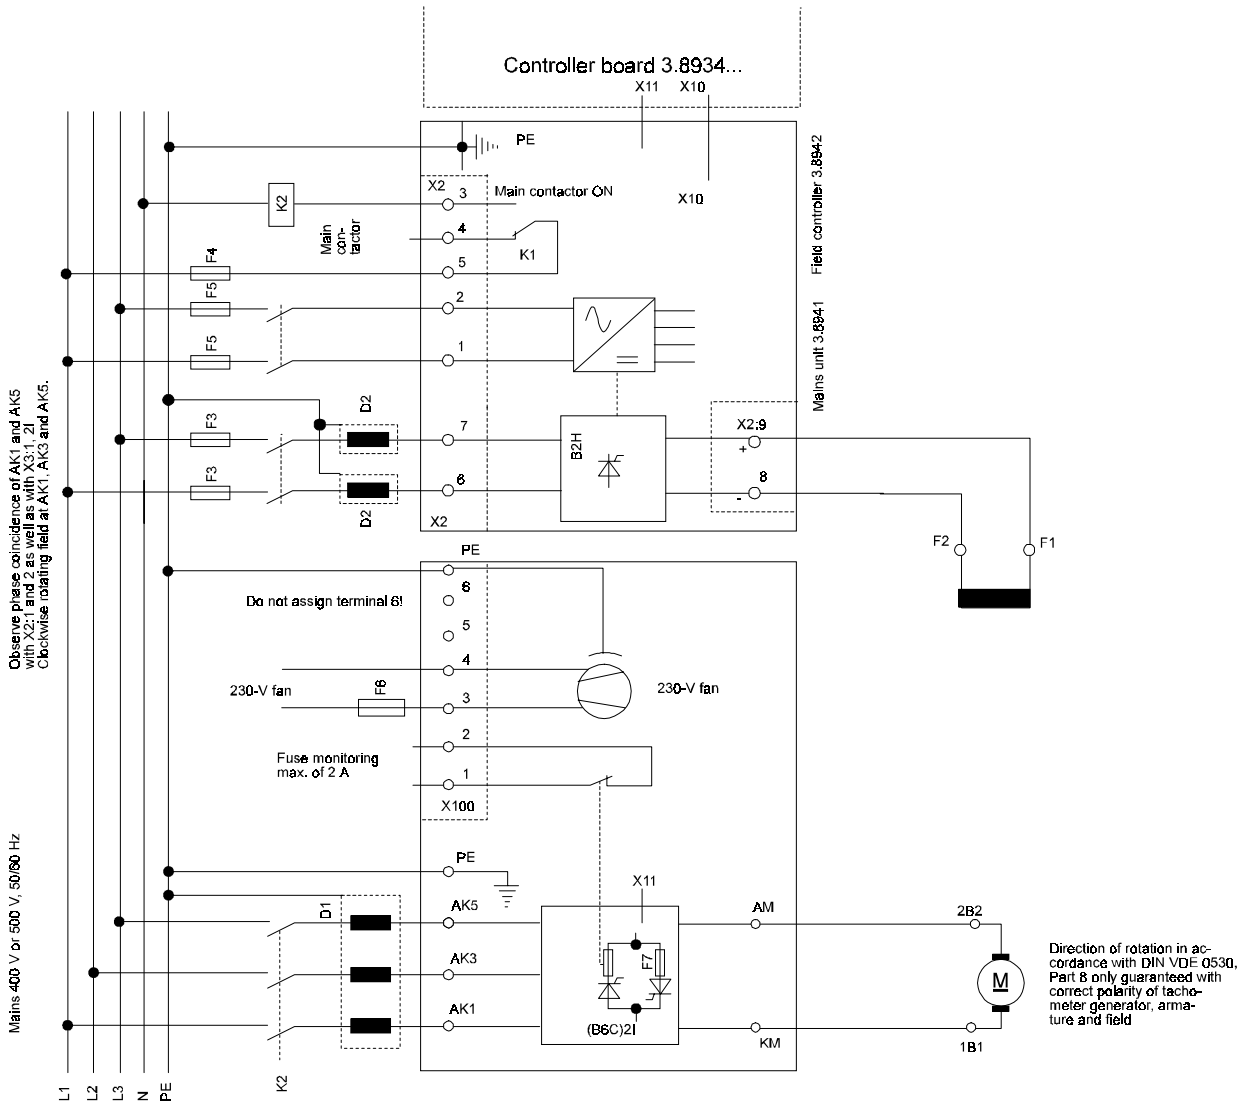 Controller board 3.8934...
X11
X10
PE
Field controller 3.8942
X2
3
Main contactor ON
X10
K2
Main
con-
tactor
4
K1
F4
5
F5
2
Mains unit 3.8941
F5
1
D2
F3
7
B2H
X2:9
+
F3
6
8
-
D2
X2
F2
F1
Observe phase coincidence of AK1 and AK5
with X2:1 and 2 as well as with X3:1, 2!
Clockwise rotating field at AK1, AK3 and AK5.
PE
6
Do not assign terminal 6!
5
4
230-V fan
F6
3
230-V fan
2
Fuse monitoring
max. of 2 A
1
X100
Mains 400 V or 500 V, 50/60 Hz
PE
X11
D1
AK5
AM
2B2
AK3
F7
M
Direction of rotation in ac-
cordance with DIN VDE 0530,
Part 8 only guaranteed with
correct polarity of tacho-
meter generator, arma-
ture and field
AK1
(B6C)2I
KM
1B1
K2
L1
L2
L3
N
PE